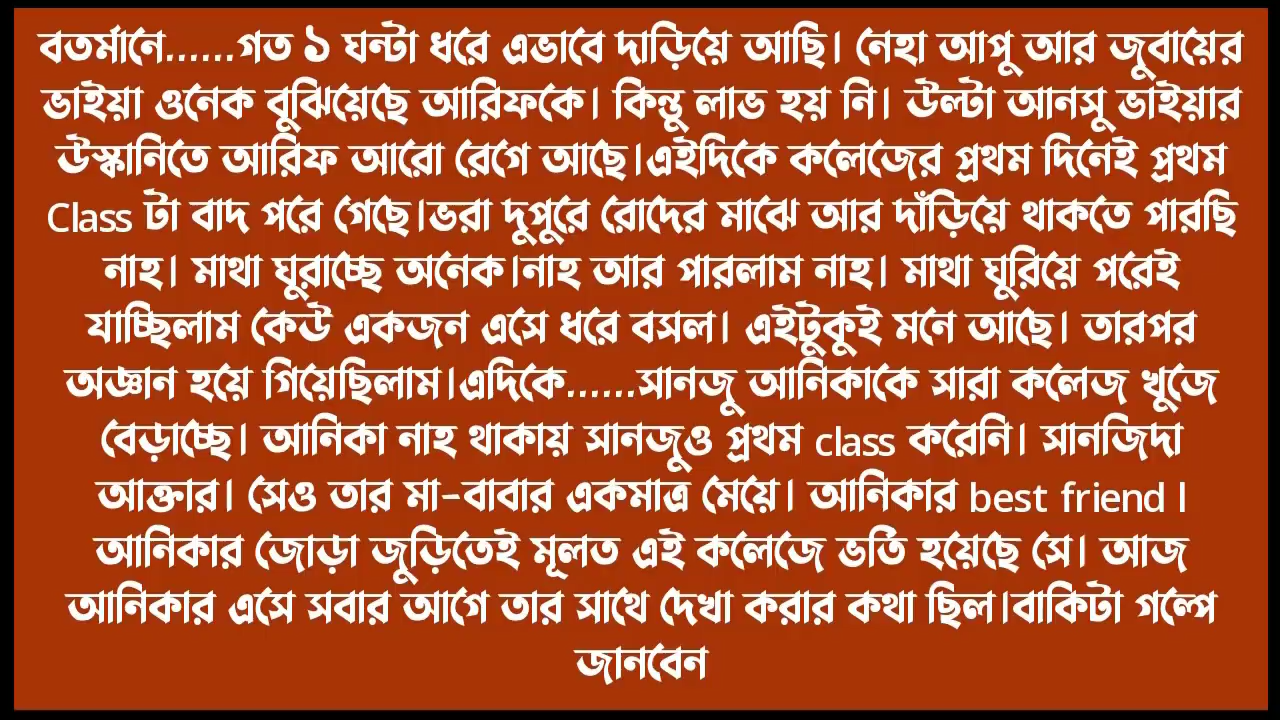 বতর্মানে......গত ১ ঘন্টা ধরে এভাবে দাড়িয়ে আছি। নেহা আপু আর জুবায়ের
ভাইয়া ওনেক বুঝিয়েছে আরিফকে। কিন্তু লাভ হয় নি। উল্টা আনসু ভাইয়ার
উস্কানিতে আরিফ আরো রেগে আছে।এইদিকে কলেজের প্রথম দিনেই প্রথম
Class টা বাদ পরে গেছে।ভরা দুপুরে রোদের মাঝে আর দাঁড়িয়ে থাকতে পারছি
নাহ। মাথা ঘুরাচ্ছে অনেক।নাহ আর পারলাম নাহ। মাথা ঘুরিয়ে পরেই
যাচ্ছিলাম কেউ একজন এসে ধরে বসল। এইটুকুই মনে আছে। তারপর
অজ্ঞান হয়ে গিয়েছিলাম।এদিকে......সানজু আনিকাকে সারা কলেজ খুজে
বেড়াচ্ছে। আনিকা নাহ থাকায় সানজুও প্রথম class করেনি। সানজিদা
আক্তার। সেও তার মা-বাবার একমাত্র মেয়ে। আনিকার best friend।
আনিকার জোড়া জুড়িতেই মূলত এই কলেজে ভর্তি হয়েছে সে। আজ
আনিকার এসে সবার আগে তার সাথে দেখা করার কথা ছিল।বাকিটা গল্পে
জানবেন